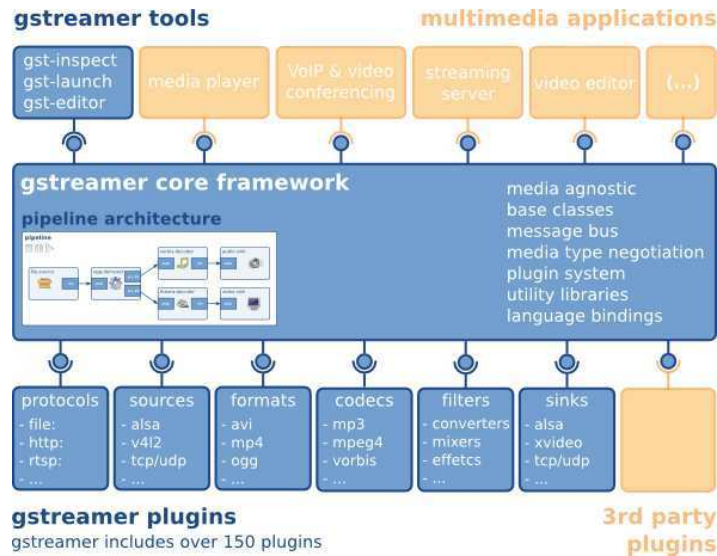 gstreamer tools
multimedia applications
gst-inspect
gst-launch
gst-editor
media player
VoIP & video
conferencing
streaming
server
video editor
(...)
gstreamer core framework
pipeline architecture
pipeline
media agnostic
base classes
message bus
media type negotiation
plugin system
utility libraries
language bindings
protocols
- file:
- http:
- rtsp:
- ...
sources
- alsa
- v4l2
- tcp/udp
- ...
formats
- avi
- mp4
- ogg
- ...
codecs
- mp3
- mpeg4
- vorbis
- ...
filters
- converters
- mixers
- effetcs
- ...
sinks
- alsa
- xvideo
- tcp/udp
- ...
gstreamer plugins
gstreamer includes over 150 plugins
3rd party
plugins